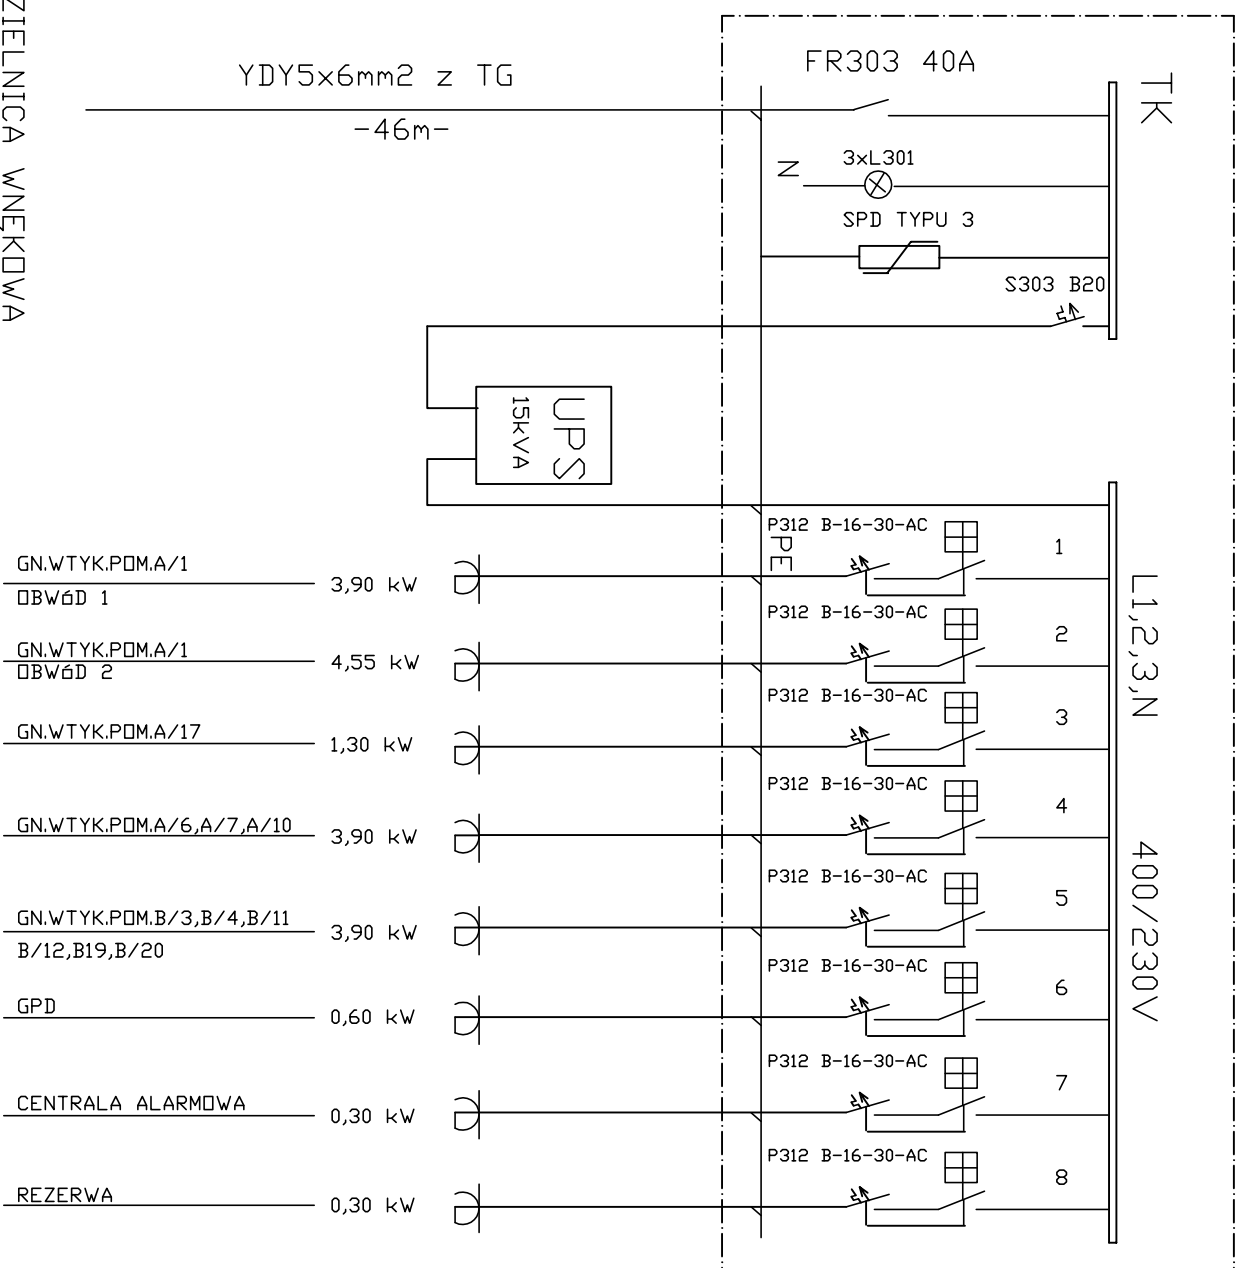 ZIELNICA WNĘKOWA
YDY5x6mm2 z TG
-46m-
FR303 40A
TK
3xL301
N
SPD TYPU 3
S303 B20
UPS
15kVA
PE
L1,2,3,N
400/230V
P312 B-16-30-AC
1
GN.WTYK.POM.A/1
OBWóD 1
3,90 kW
P312 B-16-30-AC
2
GN.WTYK.POM.A/1
OBWóD 2
4,55 kW
P312 B-16-30-AC
3
GN.WTYK.POM.A/17
1,30 kW
P312 B-16-30-AC
4
GN.WTYK.POM.A/6,A/7,A/10
3,90 kW
P312 B-16-30-AC
5
GN.WTYK.POM.B/3,B/4,B/11
B/12,B19,B/20
3,90 kW
P312 B-16-30-AC
6
GPD
0,60 kW
P312 B-16-30-AC
7
CENTRALA ALARMOWA
0,30 kW
P312 B-16-30-AC
8
REZERWA
0,30 kW